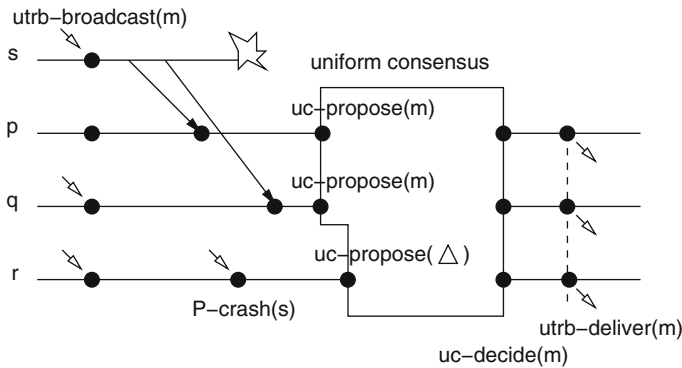 utrb-broadcast(m)
s
uniform consensus
p
uc-propose(m)
q
uc-propose(m)
r
uc-propose(△)
P-crash(s)
utrb-deliver(m)
uc-decide(m)